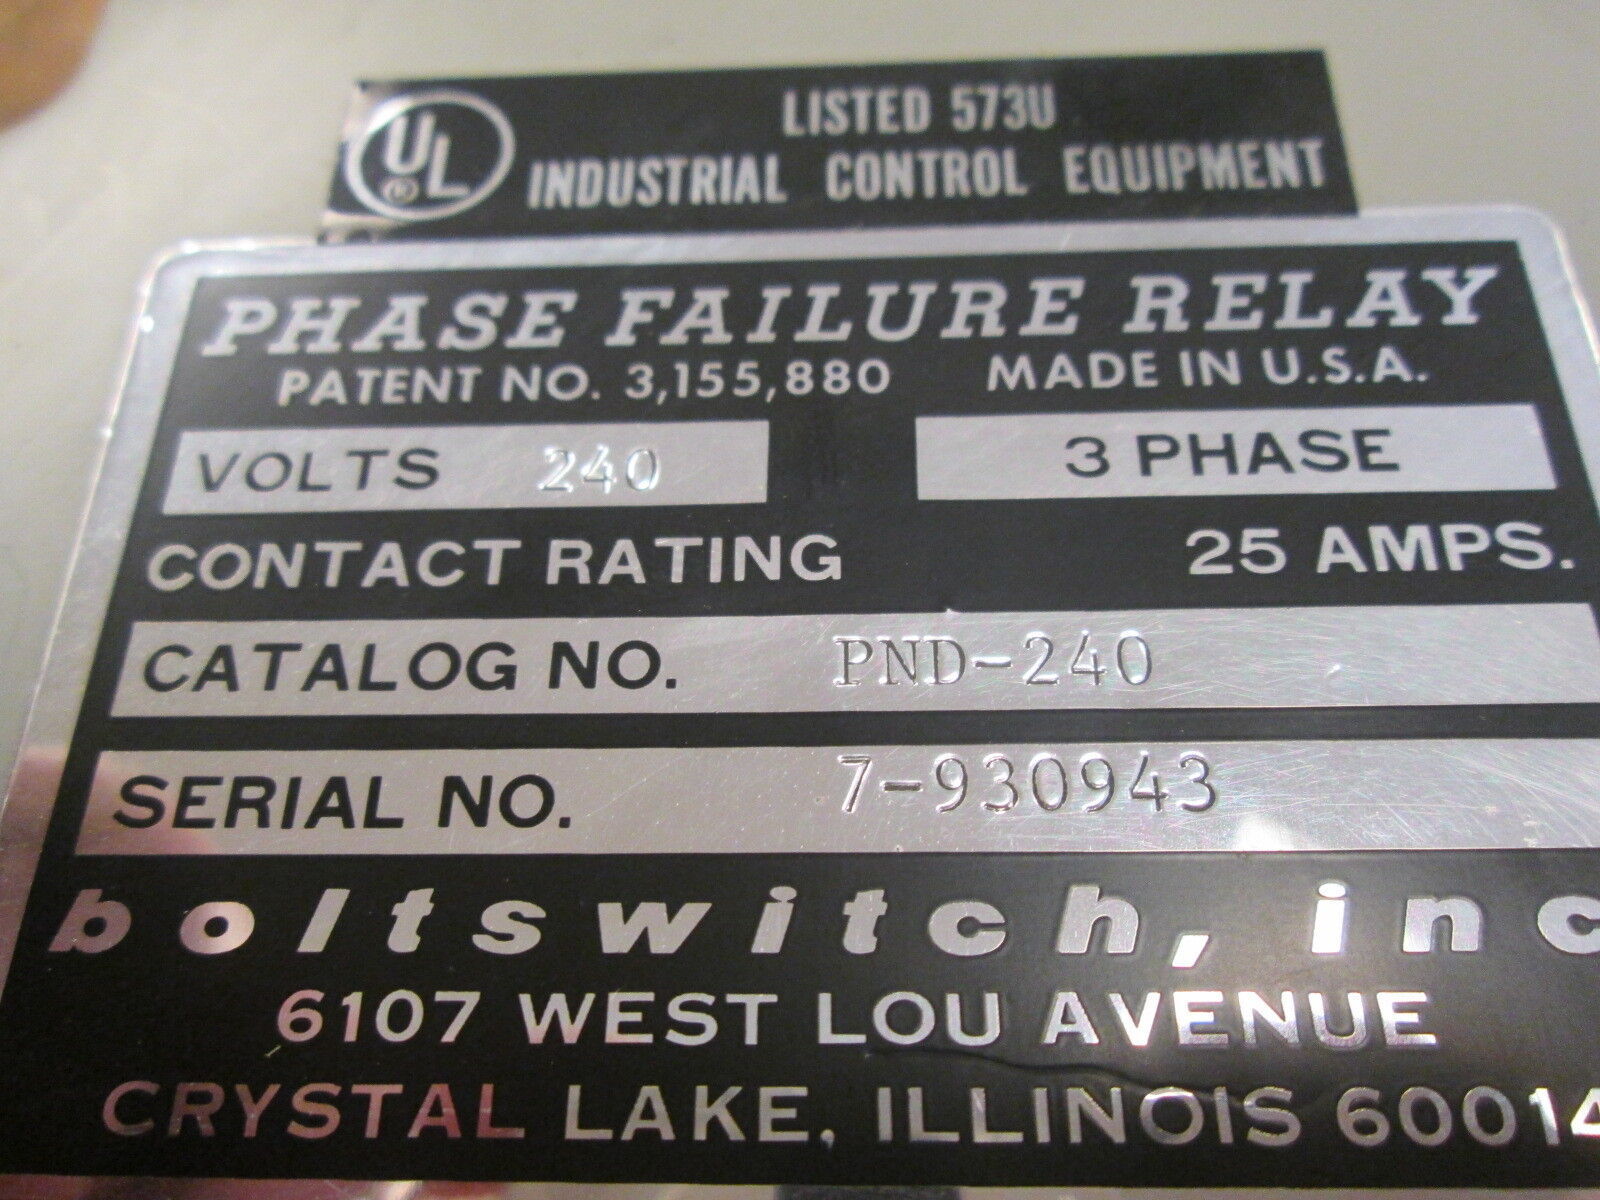 UL
LISTED 573U
INDUSTRIAL CONTROL EQUIPMENT
PHASE FAILURE RELAY
PATENT NO. 3,155,880 MADE IN U.S.A.
VOLTS 240 3 PHASE
CONTACT RATING 25 AMPS.
CATALOG NO. PND-240
SERIAL NO. 7-930943
boltswitch, inc
6107 WEST LOU AVENUE
CRYSTAL LAKE, ILLINOIS 60014